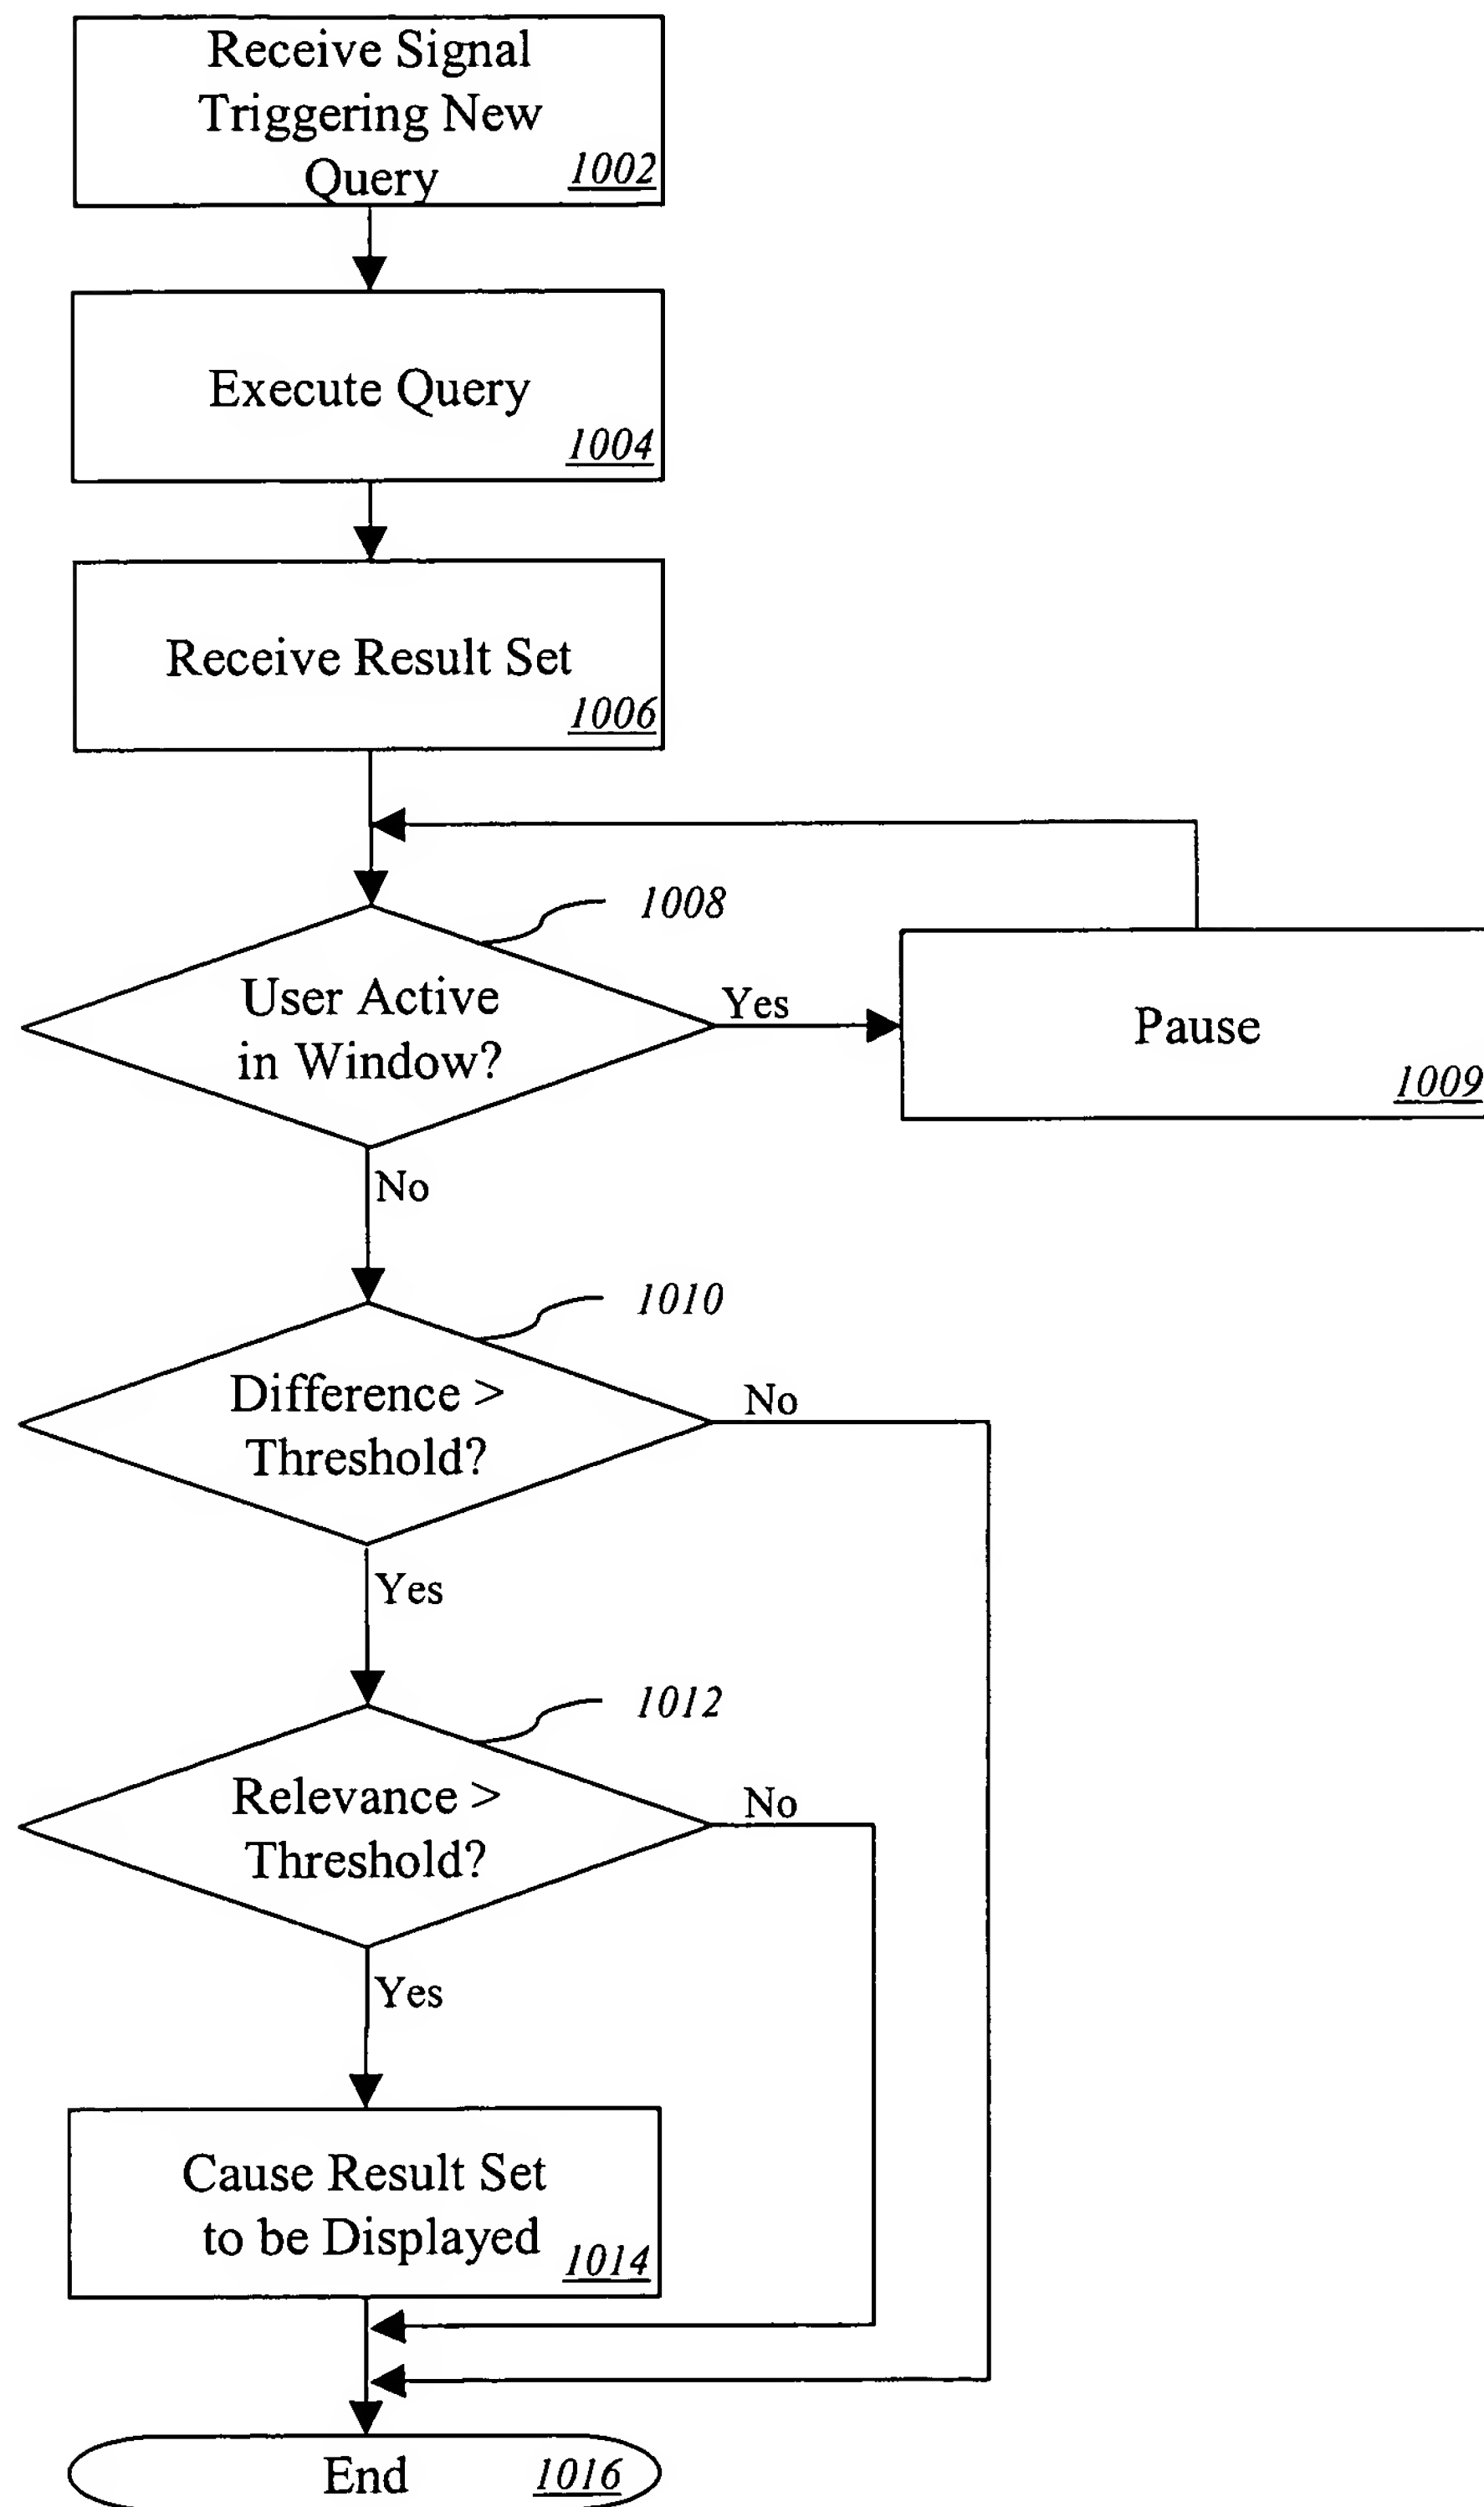 Receive Signal
Triggering New
Query
1002
Execute Query
1004
Receive Result Set
1006
1008
User Active
in Window?
Yes
Pause
1009
No
1010
Difference >
Threshold?
No
Yes
1012
Relevance >
Threshold?
No
Yes
Cause Result Set
to be Displayed
1014
End
1016